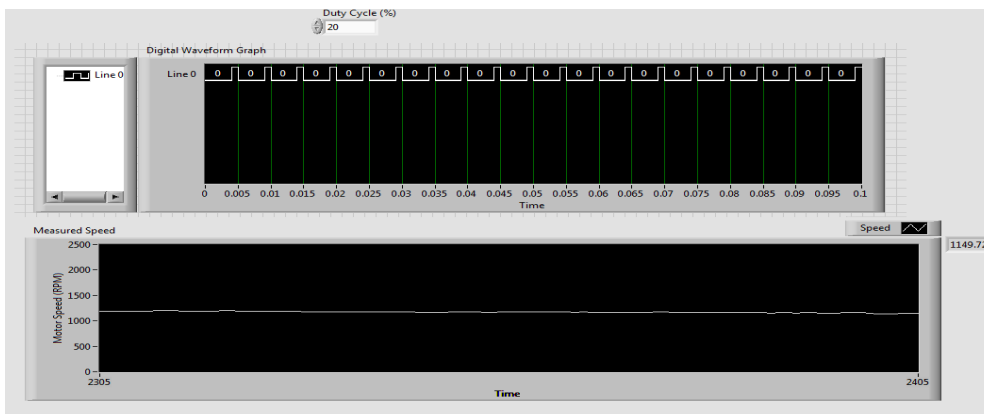 Duty Cycle (%)
20
Digital Waveform Graph
Line 0
Line 0
0 0 0 0 0 0 0 0 0 0 0 0 0 0 0 0 0 0 0 0
0 0.005 0.01 0.015 0.02 0.025 0.03 0.035 0.04 0.045 0.05 0.055 0.06 0.065 0.07 0.075 0.08 0.085 0.09 0.095 0.1
Time
Measured Speed
Speed
1149.72
2500
2000
1500
1000
500
0
Motor Speed (RPM)
2305 2405
Time